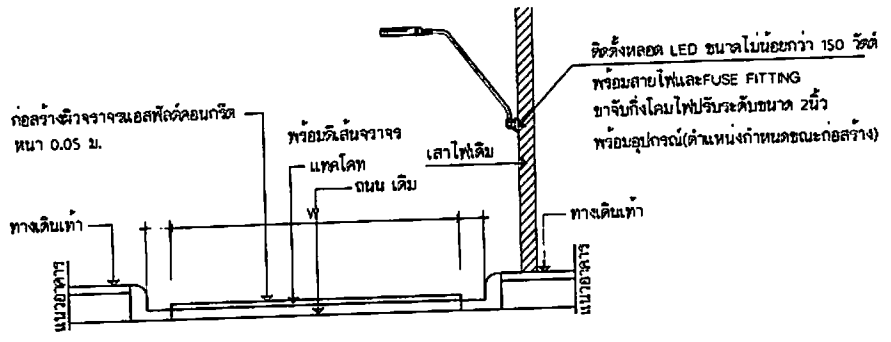 ติดตั้งหลอด LED ขนาดไม่น้อยกว่า 150 วัตต์
พร้อมสายไฟและFUSE FITTING
ขาจับกิ่งโคมไฟปรับระดับขนาด 2นิ้ว
พร้อมอุปกรณ์(ตำแหน่งกำหนดขณะก่อสร้าง)
ก่อสร้างผิวจราจรแอสฟัลต์คอนกรีต
หนา 0.05 ม.
พร้อมตีเส้นจราจร
แทคโคท
ถนน เดิม
เสาไฟเดิม
W
ทางเดินเท้า
ทางเดินเท้า
แนวอาคาร
แนวอาคาร